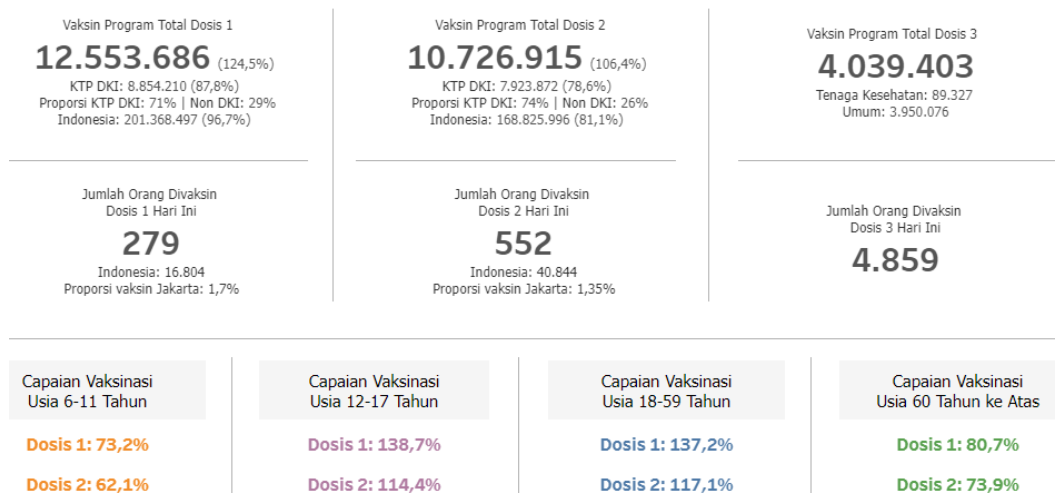 Vaksin Program Total Dosis 1
12.553.686 (124,5%)
KTP DKI: 8.854.210 (87,8%)
Proporsi KTP DKI: 71% | Non DKI: 29%
Indonesia: 201.368.497 (96,7%)
Vaksin Program Total Dosis 2
10.726.915 (106,4%)
KTP DKI: 7.923.872 (78,6%)
Proporsi KTP DKI: 74% | Non DKI: 26%
Indonesia: 168.825.996 (81,1%)
Vaksin Program Total Dosis 3
4.039.403
Tenaga Kesehatan: 89.327
Umum: 3.950.076
Jumlah Orang Divaksin
Dosis 1 Hari Ini
279
Indonesia: 16.804
Proporsi vaksin Jakarta: 1,7%
Jumlah Orang Divaksin
Dosis 2 Hari Ini
552
Indonesia: 40.844
Proporsi vaksin Jakarta: 1,35%
Jumlah Orang Divaksin
Dosis 3 Hari Ini
4.859
Capaian Vaksinasi
Usia 6-11 Tahun
Dosis 1: 73,2%
Dosis 2: 62,1%
Capaian Vaksinasi
Usia 12-17 Tahun
Dosis 1: 138,7%
Dosis 2: 114,4%
Capaian Vaksinasi
Usia 18-59 Tahun
Dosis 1: 137,2%
Dosis 2: 117,1%
Capaian Vaksinasi
Usia 60 Tahun ke Atas
Dosis 1: 80,7%
Dosis 2: 73,9%